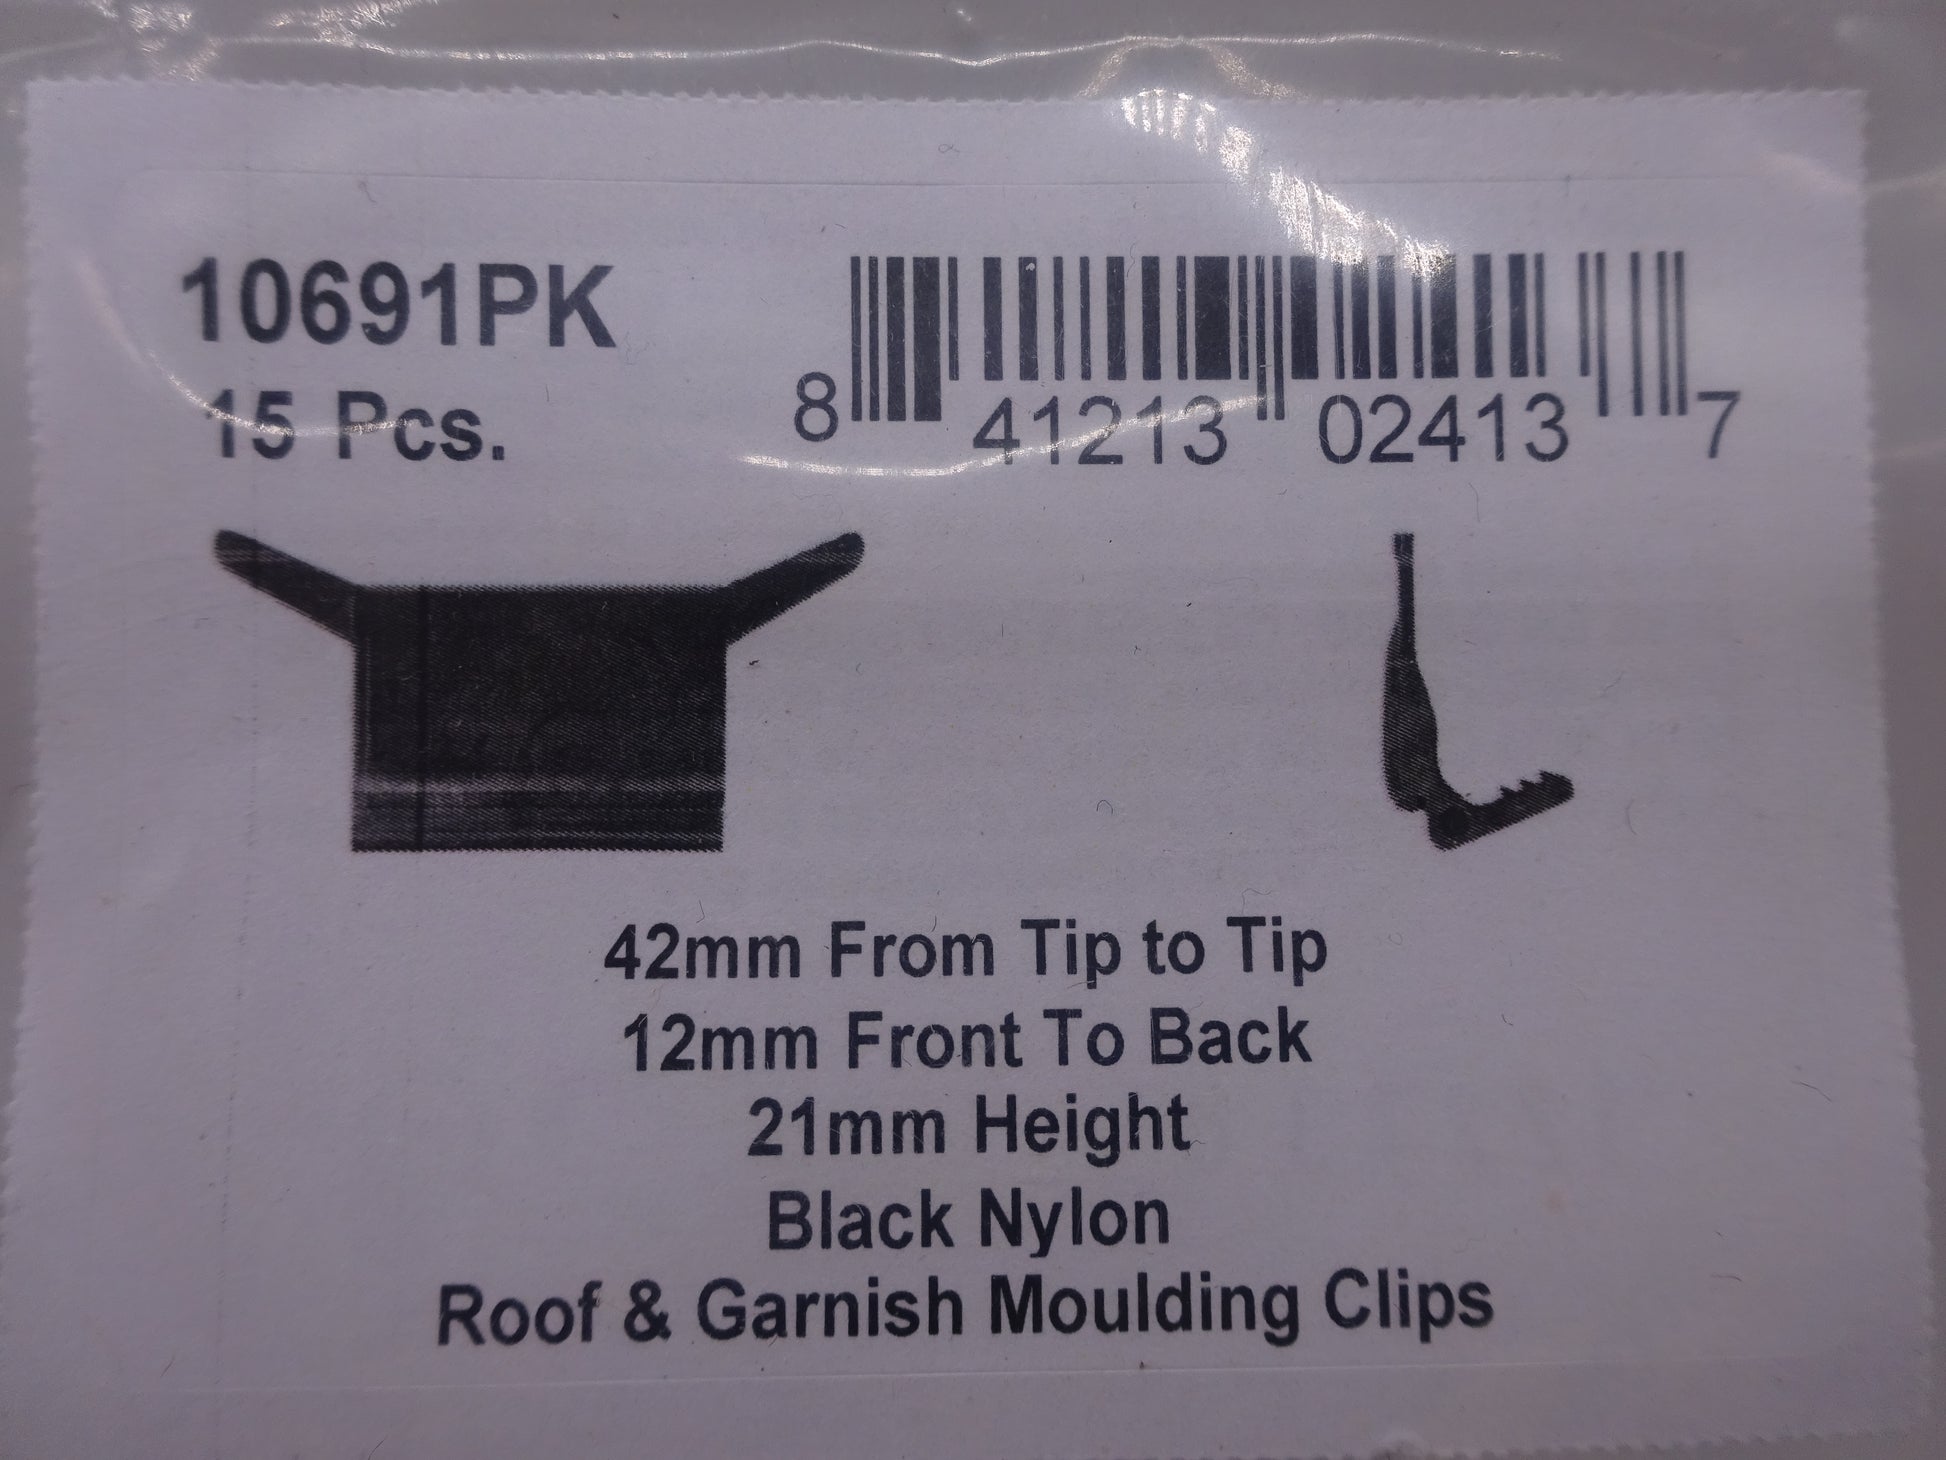 10691PK
15 Pcs.
8 41213 02413 7
42mm From Tip to Tip
12mm Front To Back
21mm Height
Black Nylon
Roof & Garnish Moulding Clips